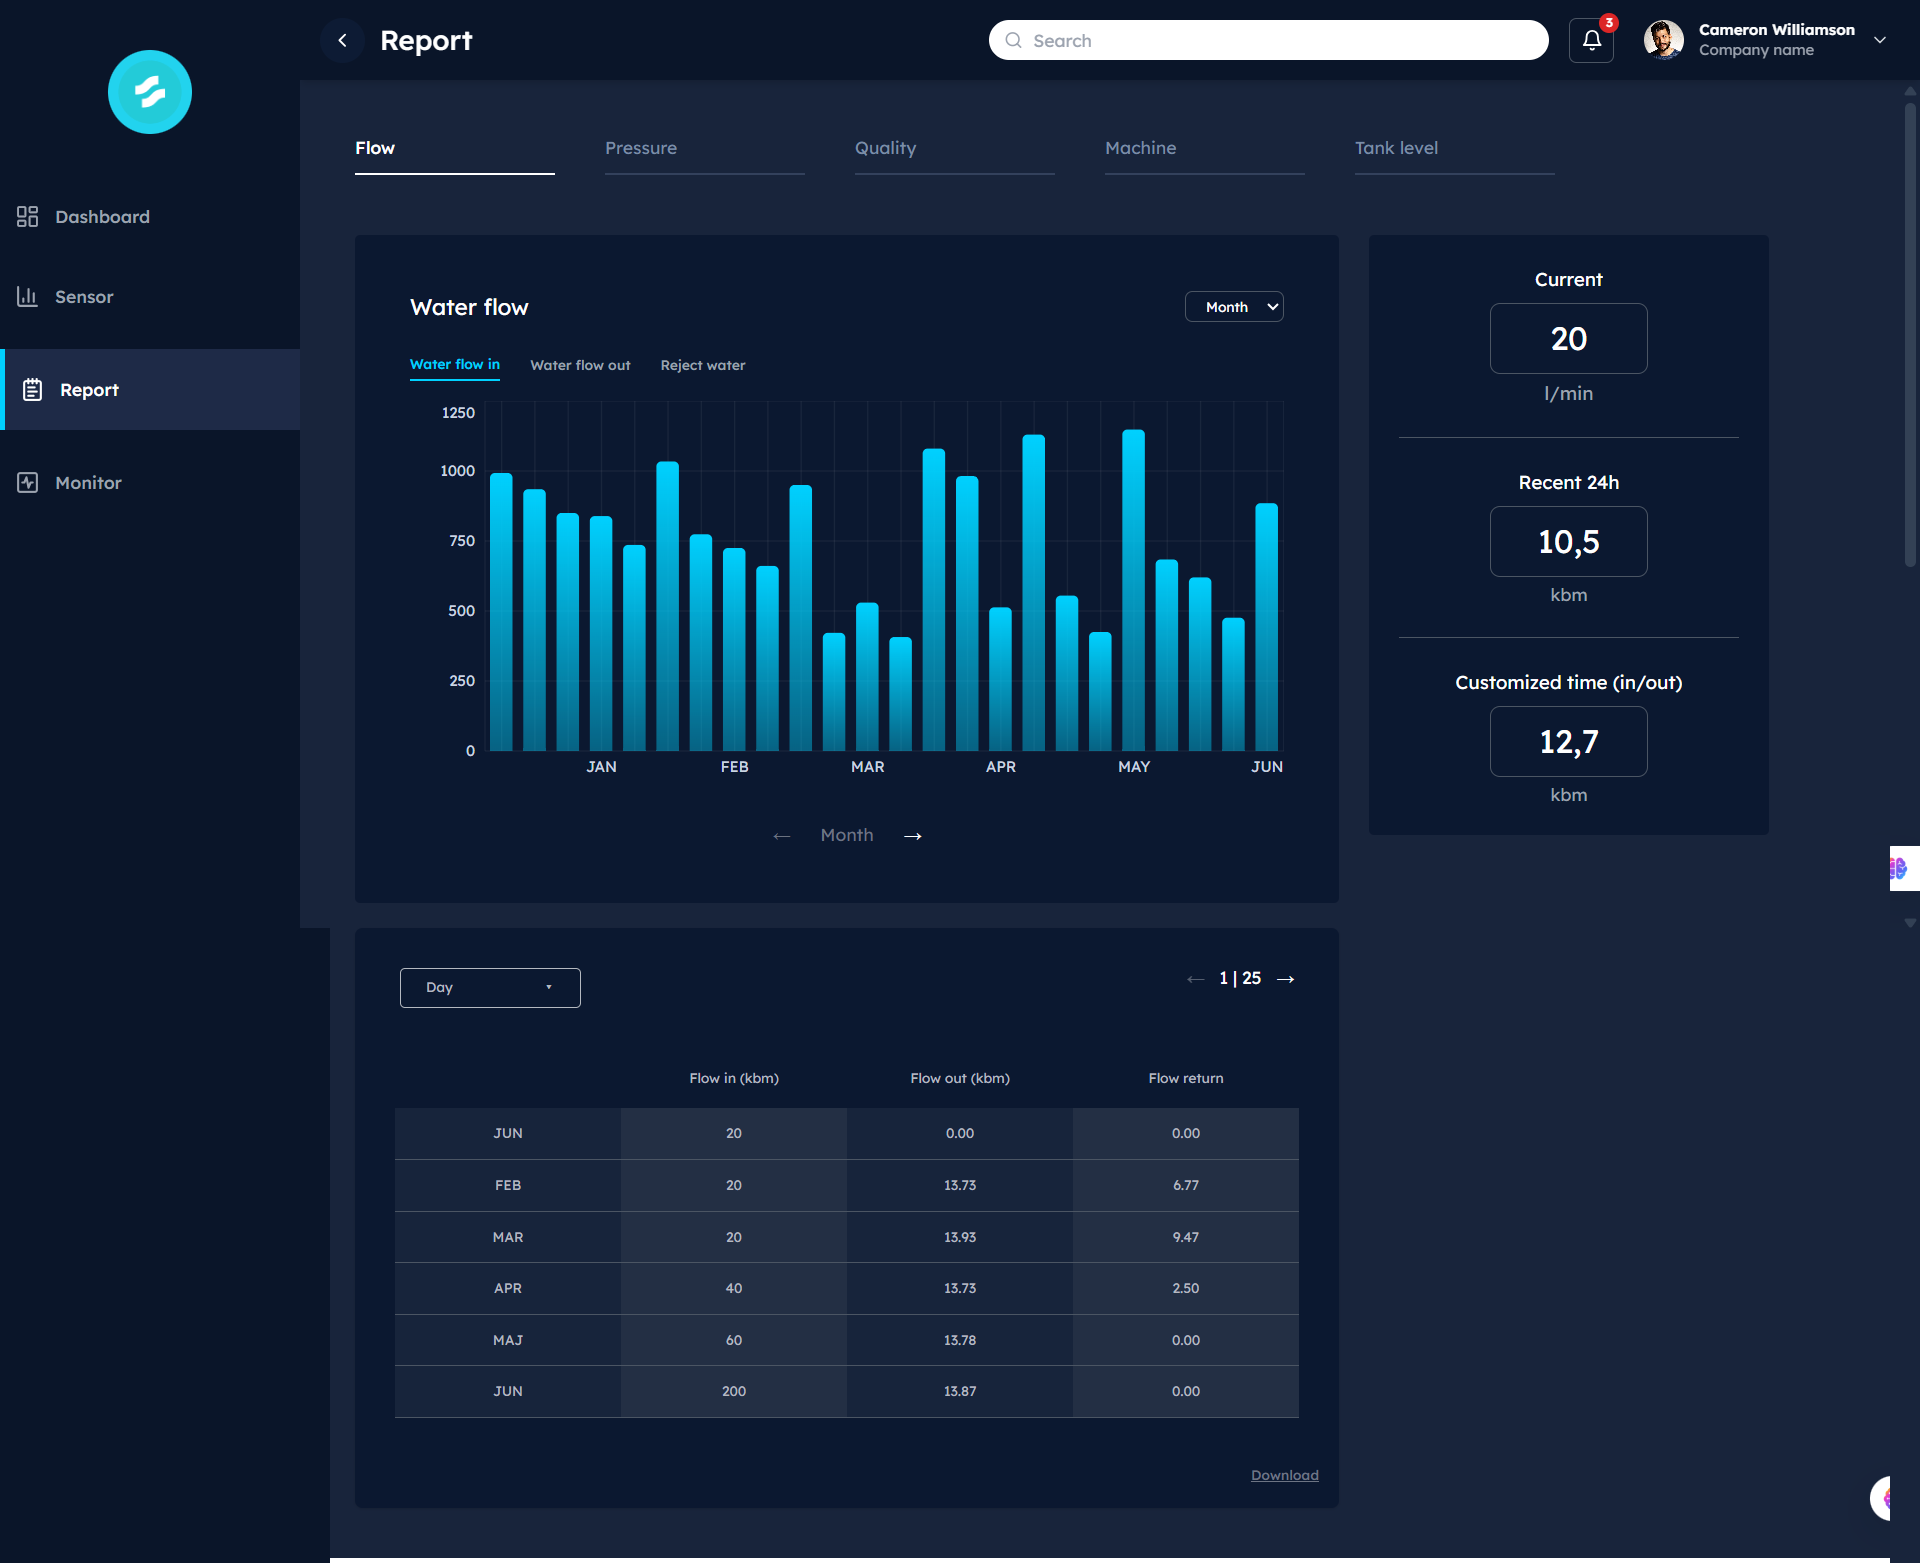 Report
Search
3
Cameron Williamson
Company name
Dashboard
Sensor
Report
Monitor
Flow
Pressure
Quality
Machine
Tank level
Water flow
Month
Water flow in
Water flow out
Reject water
1250
1000
750
500
250
0
JAN
FEB
MAR
APR
MAY
JUN
← Month →
Current
20
l/min
Recent 24h
10,5
kbm
Customized time (in/out)
12,7
kbm
Day
← 1 | 25 →
Flow in (kbm) Flow out (kbm) Flow return
JUN 20 0.00 0.00
FEB 20 13.73 6.77
MAR 20 13.93 9.47
APR 40 13.73 2.50
MAJ 60 13.78 0.00
JUN 200 13.87 0.00
Download